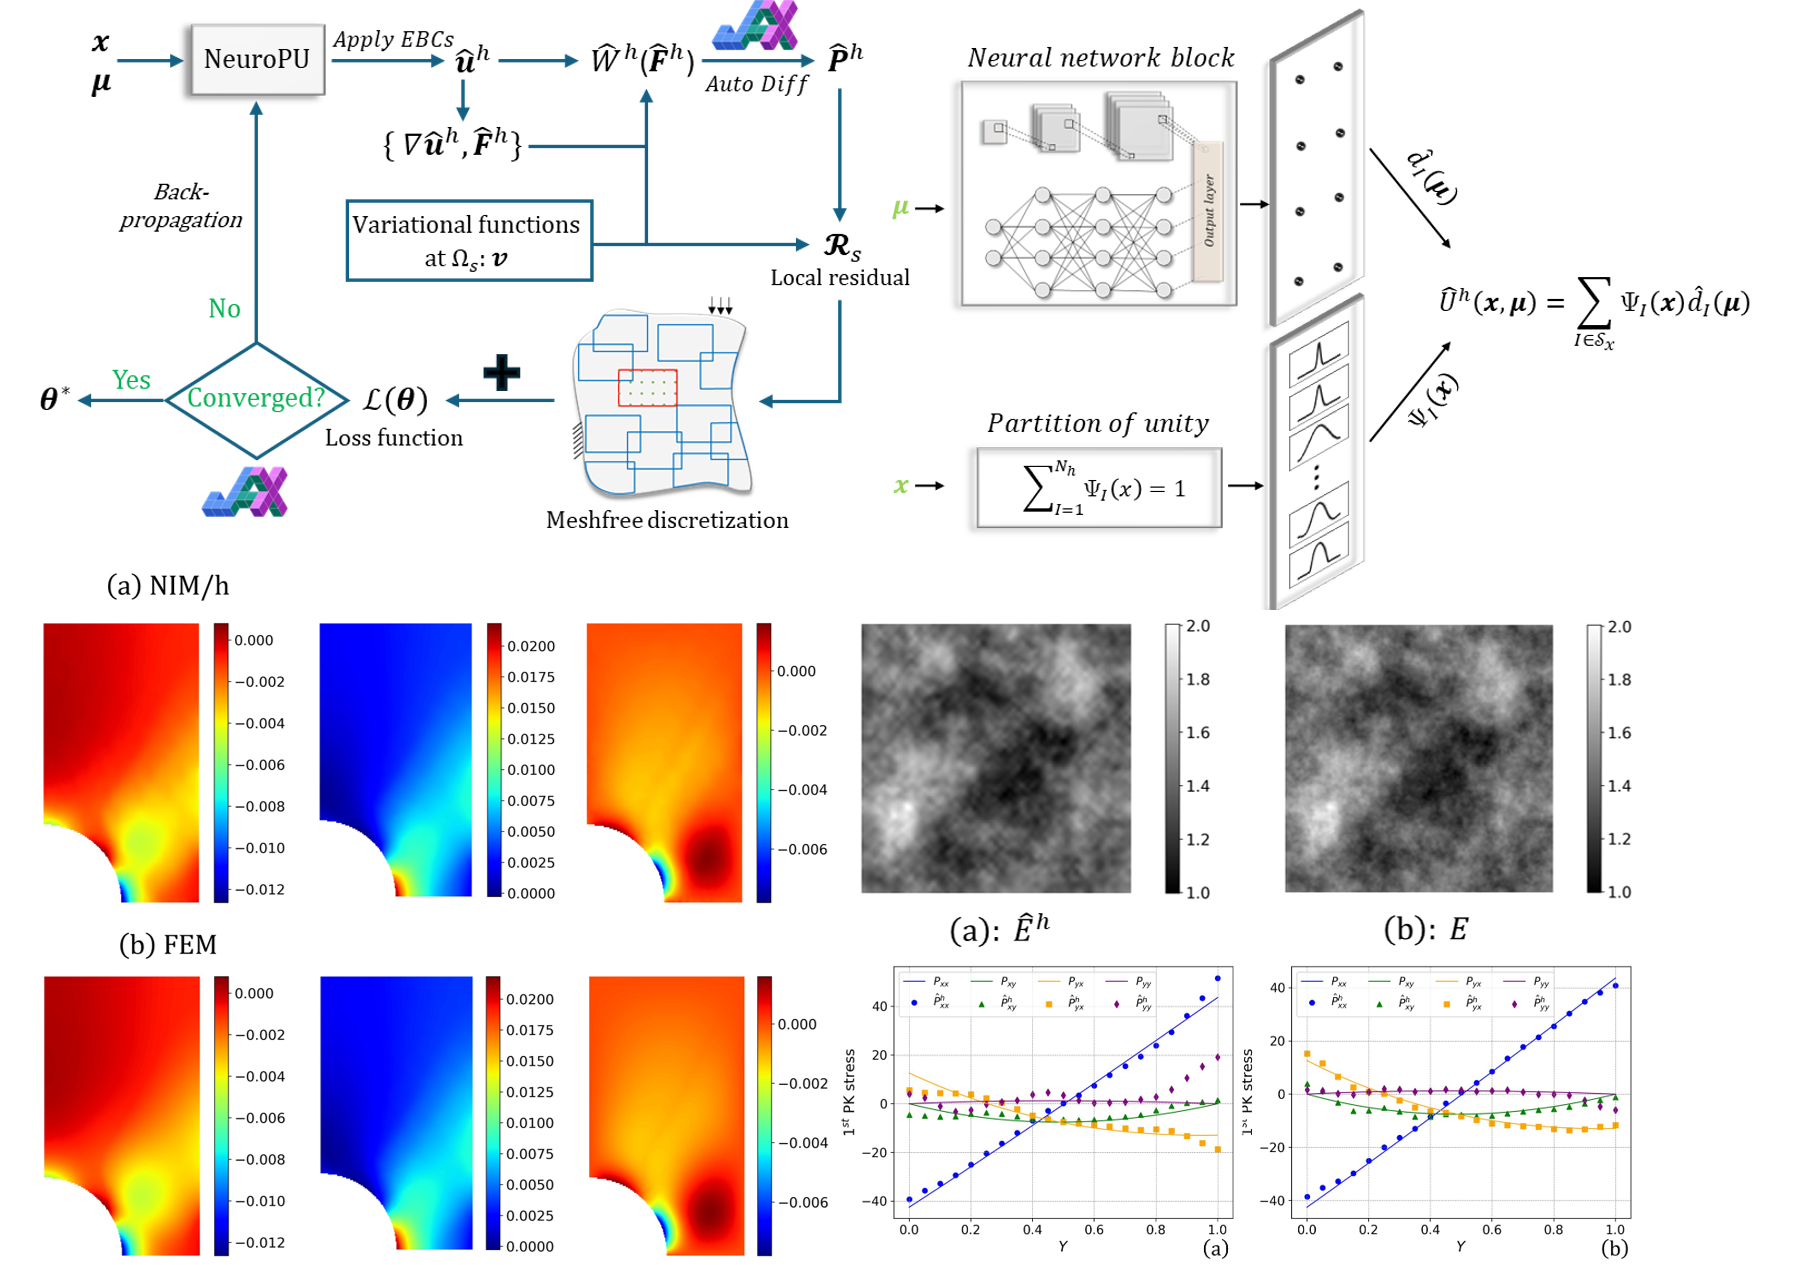 x
μ
NeuroPU
Apply EBCs
û^h
Ŵ^h(F̂^h)
JAX
Auto Diff
P̂^h
{ ∇û^h, F̂^h }
Back-
propagation
Variational functions
at Ω_s: v
ℛ_s
Local residual
No
Yes
θ*
Converged?
ℒ(θ)
Loss function
JAX
Meshfree discretization
Neural network block
μ
Output layer
d̂_I(μ)
Û^h(x, μ) = ∑_{I∈𝒮_x} Ψ_I(x) d̂_I(μ)
Ψ_I(x)
Partition of unity
x
∑_{I=1}^{N_h} Ψ_I(x) = 1
(a) NIM/h
0.000
−0.002
−0.004
−0.006
−0.008
−0.010
−0.012
0.0200
0.0175
0.0150
0.0125
0.0100
0.0075
0.0050
0.0025
0.0000
0.000
−0.002
−0.004
−0.006
2.0
1.8
1.6
1.4
1.2
1.0
2.0
1.8
1.6
1.4
1.2
1.0
(a): Ê^h
(b): E
(b) FEM
0.000
−0.002
−0.004
−0.006
−0.008
−0.010
−0.012
0.0200
0.0175
0.0150
0.0125
0.0100
0.0075
0.0050
0.0025
0.0000
0.000
−0.002
−0.004
−0.006
P_xx P_xy P_yx P_yy
P̂^h_xx P̂^h_xy P̂^h_yx P̂^h_yy
1st PK stress
40
20
0
−20
−40
0.0 0.2 0.4 0.6 0.8 1.0
Y
(a)
P_xx P_xy P_yx P_yy
P̂^h_xx P̂^h_xy P̂^h_yx P̂^h_yy
1st PK stress
40
20
0
−20
−40
0.0 0.2 0.4 0.6 0.8 1.0
Y
(b)